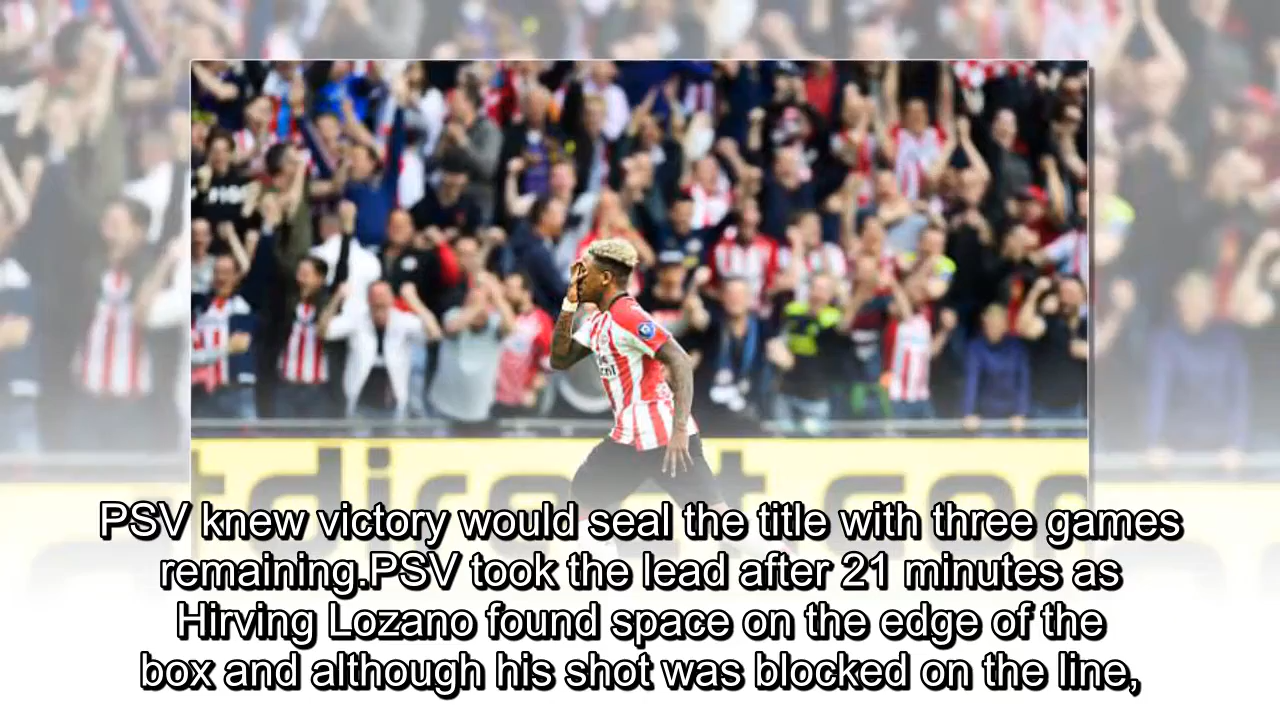 direct.com
PSV knew victory would seal the title with three games
remaining.PSV took the lead after 21 minutes as
Hirving Lozano found space on the edge of the
box and although his shot was blocked on the line,